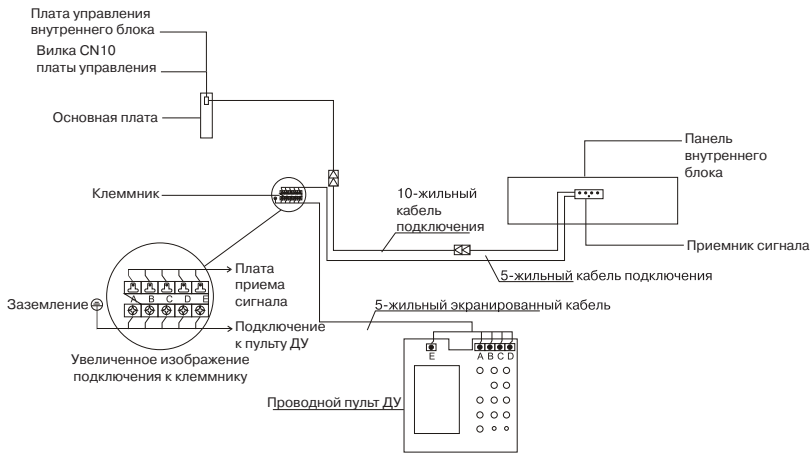 Плата управления
внутреннего блока
Вилка CN10
платы управления
Основная плата
Клеммник
Панель
внутреннего
блока
10-жильный
кабель
подключения
Приемник сигнала
5-жильный кабель подключения
Плата
приема
сигнала
A B C D E
Заземление
5-жильный экранированный кабель
Подключение
к пульту ДУ
Увеличенное изображение
подключения к клеммнику
E A B C D
Проводной пульт ДУ